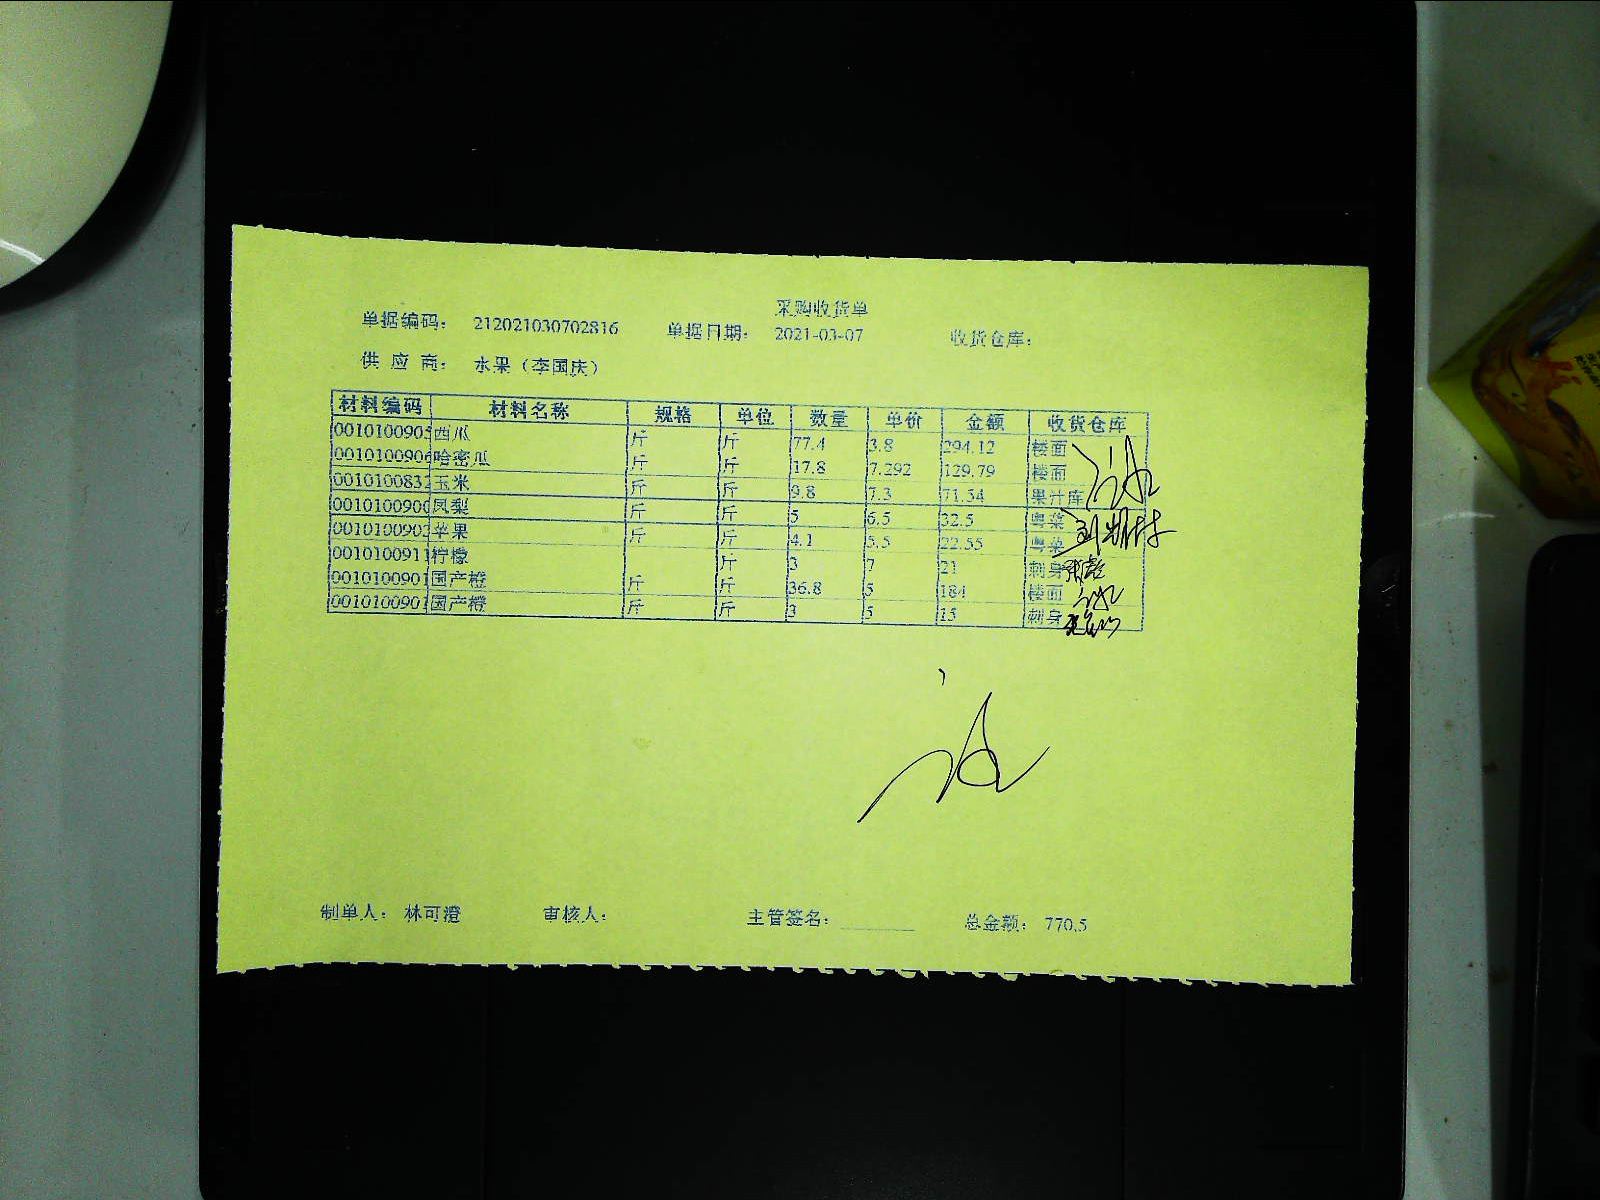 采购收货单
单据编码： 212021030702816 单据日期： 2021-03-07 收货仓库：
供 应 商： 水果（李国庆）
材料编码 材料名称 规格 单位 数量 单价 金额 收货仓库
0010100905 西瓜 斤 斤 77.4 3.8 294.12 楼面
0010100906 哈密瓜 斤 斤 17.8 7.292 129.79 楼面
0010100832 玉米 斤 斤 9.8 7.3 71.54 果汁库
0010100900 凤梨 斤 斤 5 6.5 32.5 粤菜
0010100903 苹果 斤 斤 4.1 5.5 22.55 粤菜
0010100911 柠檬 斤 3 7 21 刺身
0010100901 国产橙 斤 斤 36.8 5 184 楼面
0010100901 国产橙 斤 斤 3 5 15 刺身
制单人： 林可澄 审核人： 主管签名： 总金额： 770.5